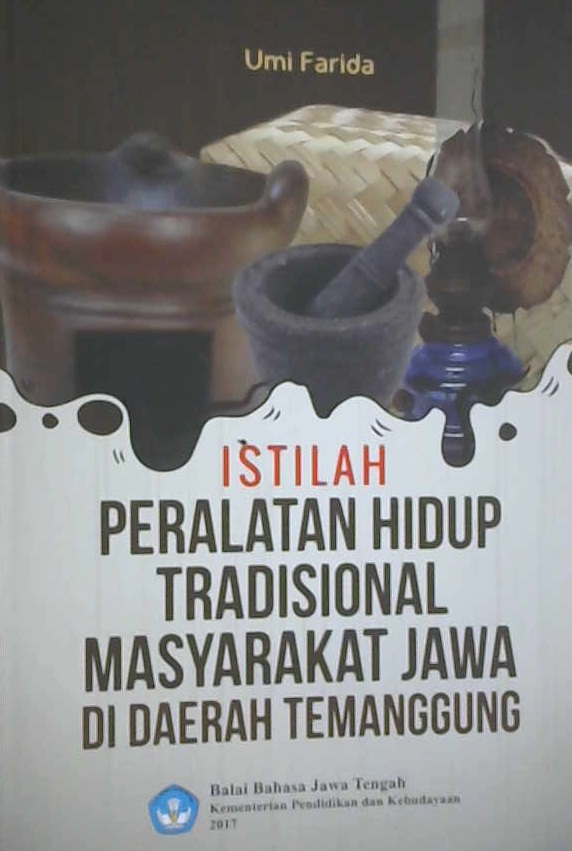 Umi Farida
ISTILAH
PERALATAN HIDUP
TRADISIONAL
MASYARAKAT JAWA
DI DAERAH TEMANGGUNG
Balai Bahasa Jawa Tengah
Kementerian Pendidikan dan Kebudayaan
2017